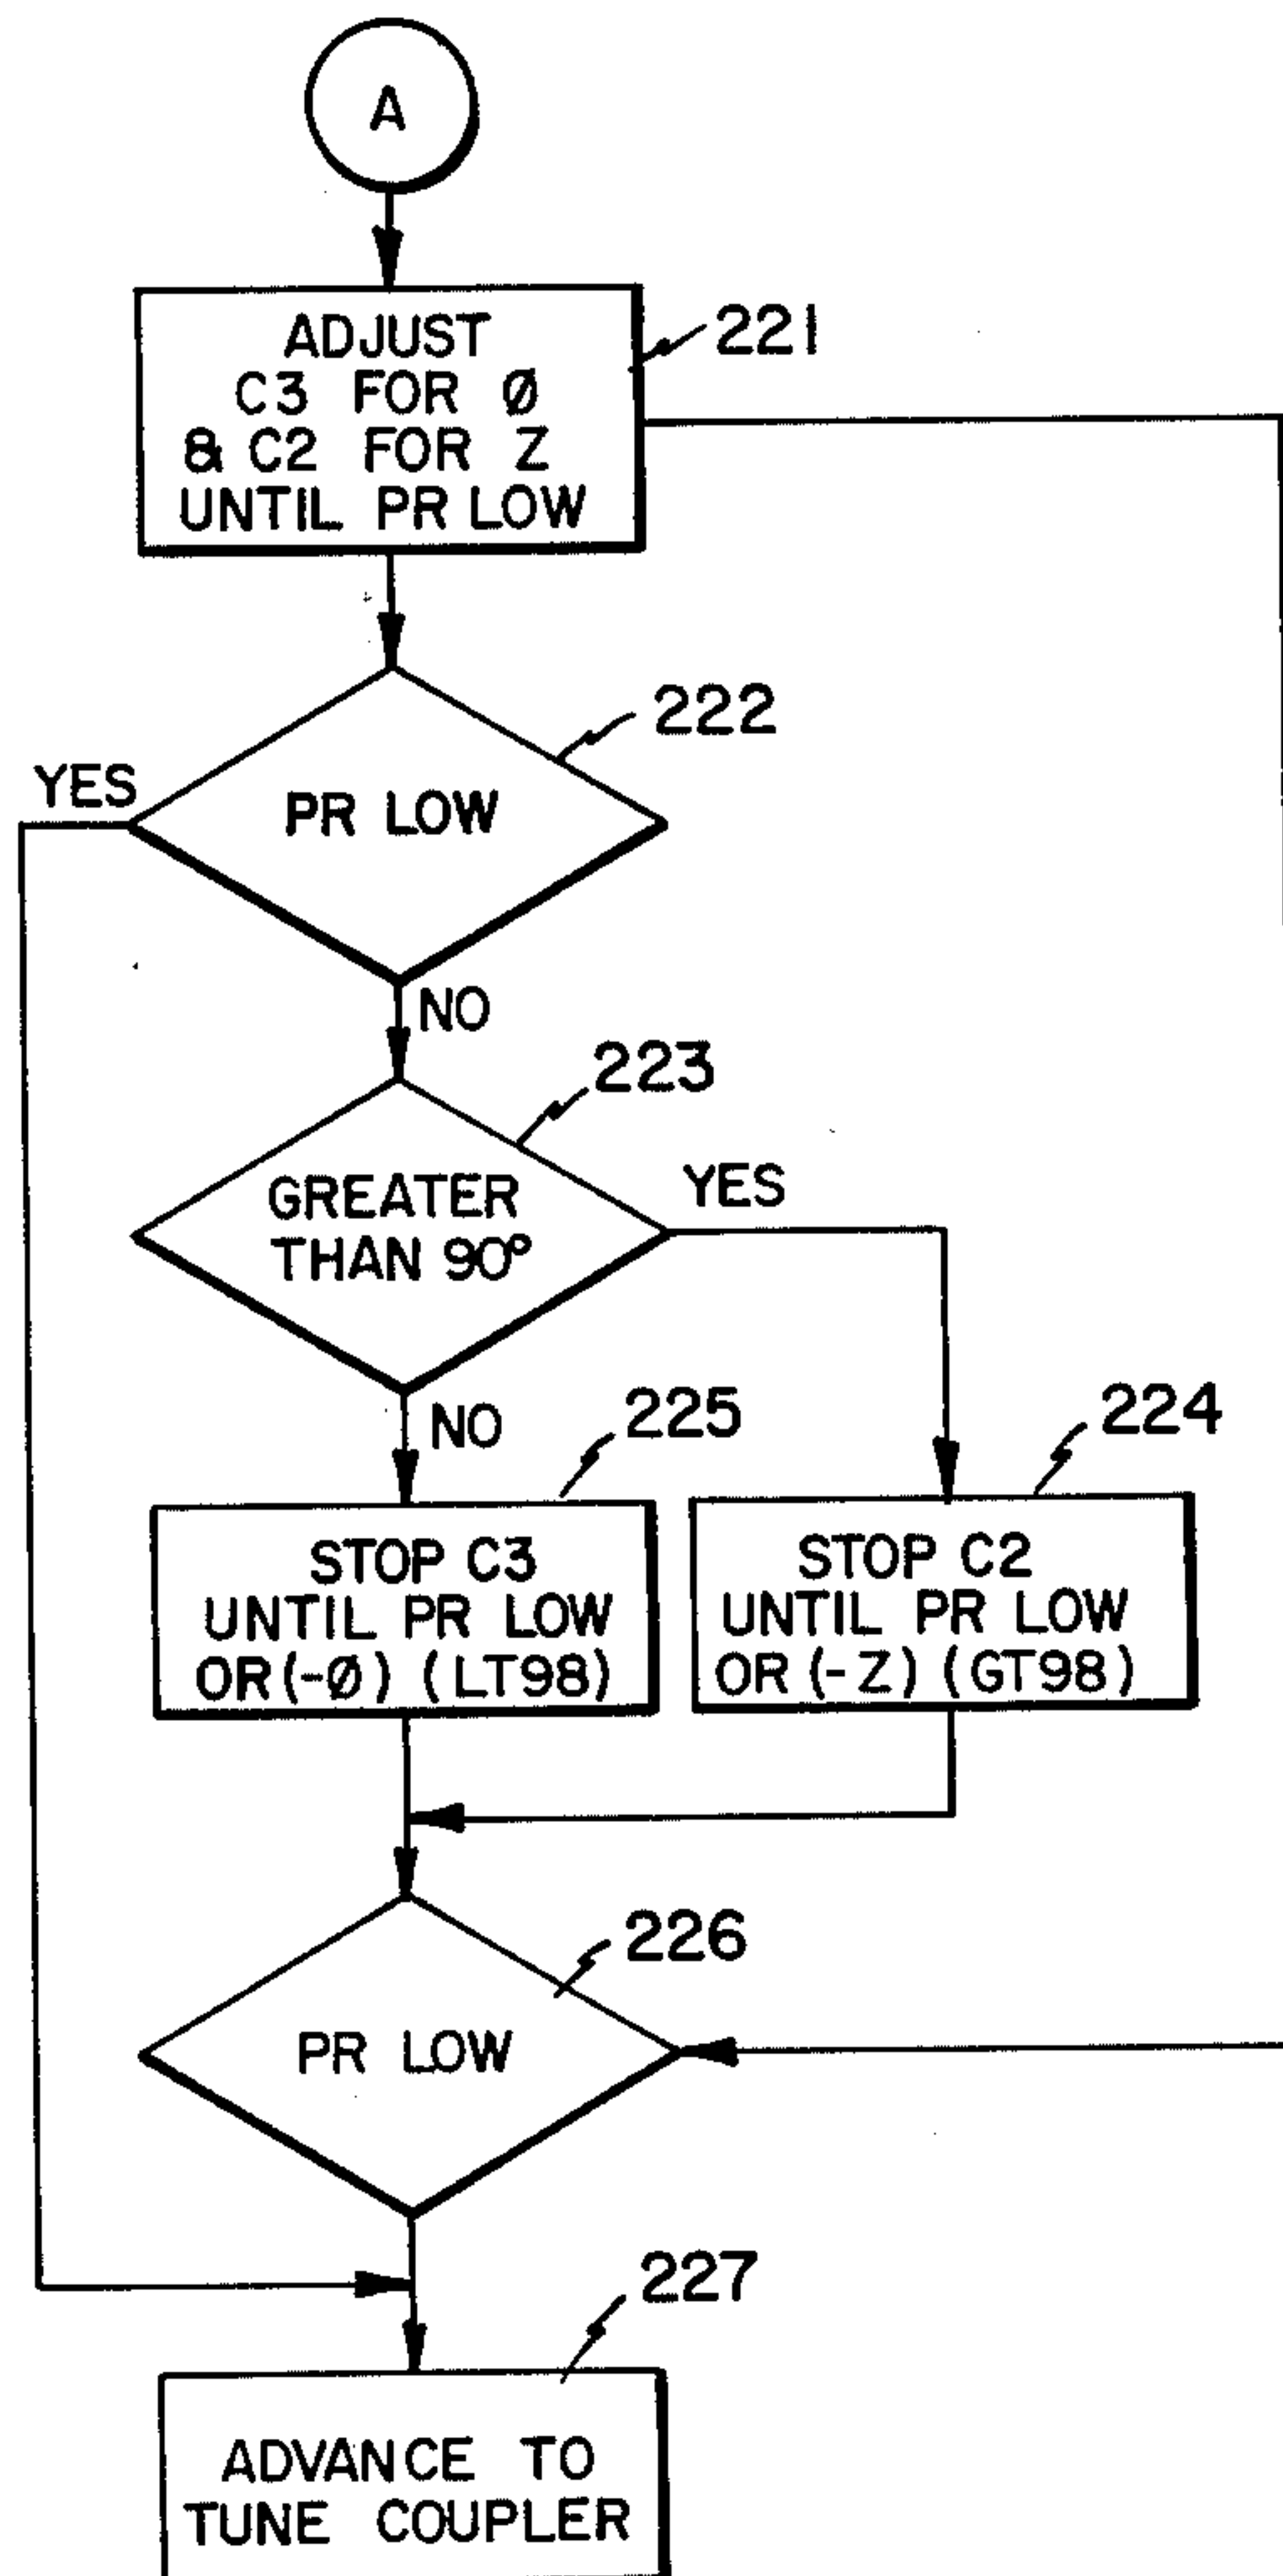 A
ADJUST
C3 FOR Ø
& C2 FOR Z
UNTIL PR LOW
221
222
YES
PR LOW
NO
223
GREATER
THAN 90°
YES
NO
225
224
STOP C3
UNTIL PR LOW
OR (-Ø) (LT98)
STOP C2
UNTIL PR LOW
OR (-Z) (GT98)
226
PR LOW
227
ADVANCE TO
TUNE COUPLER